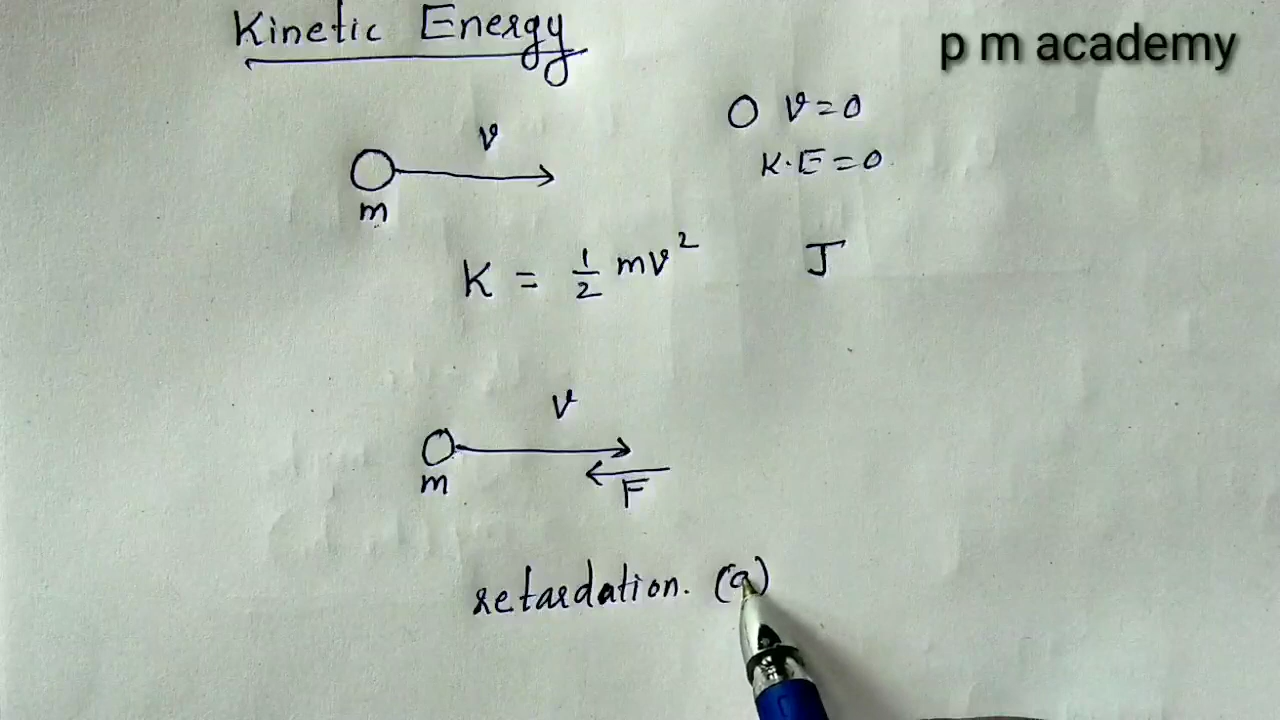 Kinetic Energy
p m academy
v
m
v = 0
K.E = 0
K = 1/2 mv²
J
v
m
F
retardation. (a)